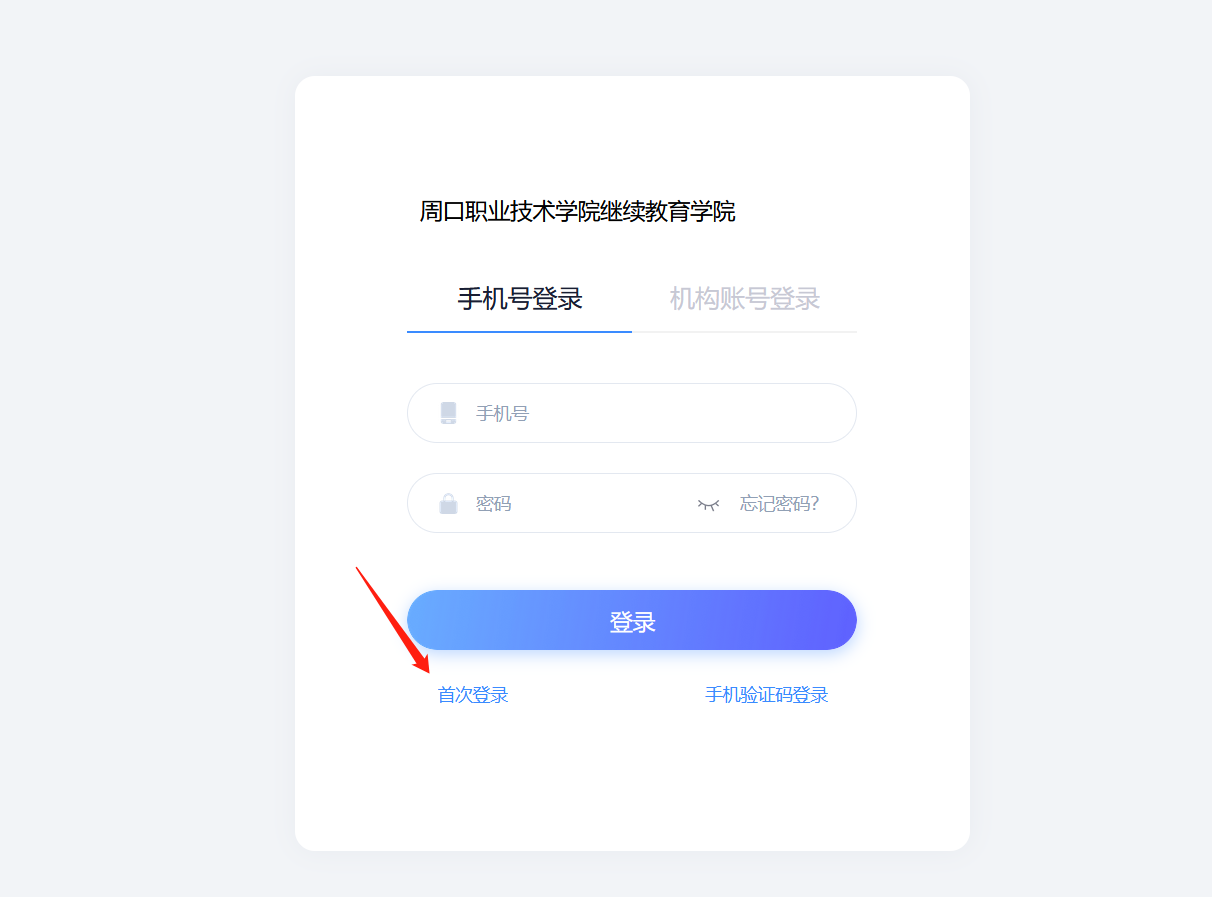 周口职业技术学院继续教育学院
手机号登录 机构账号登录
手机号
密码 忘记密码?
登录
首次登录 手机验证码登录